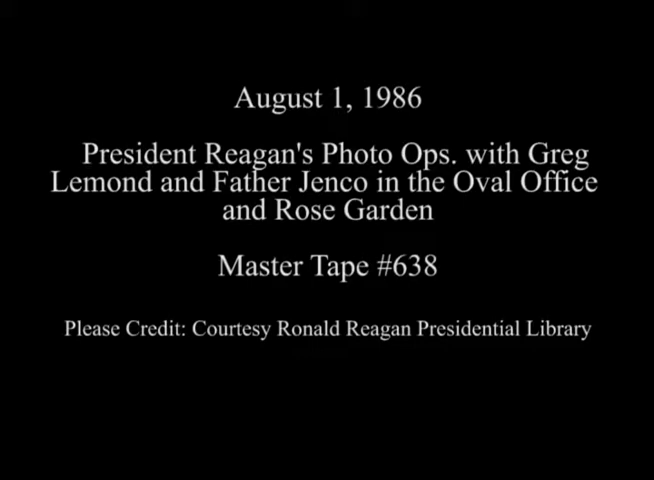 August 1, 1986
President Reagan's Photo Ops. with Greg
Lemond and Father Jenco in the Oval Office
and Rose Garden
Master Tape #638
Please Credit: Courtesy Ronald Reagan Presidential Library